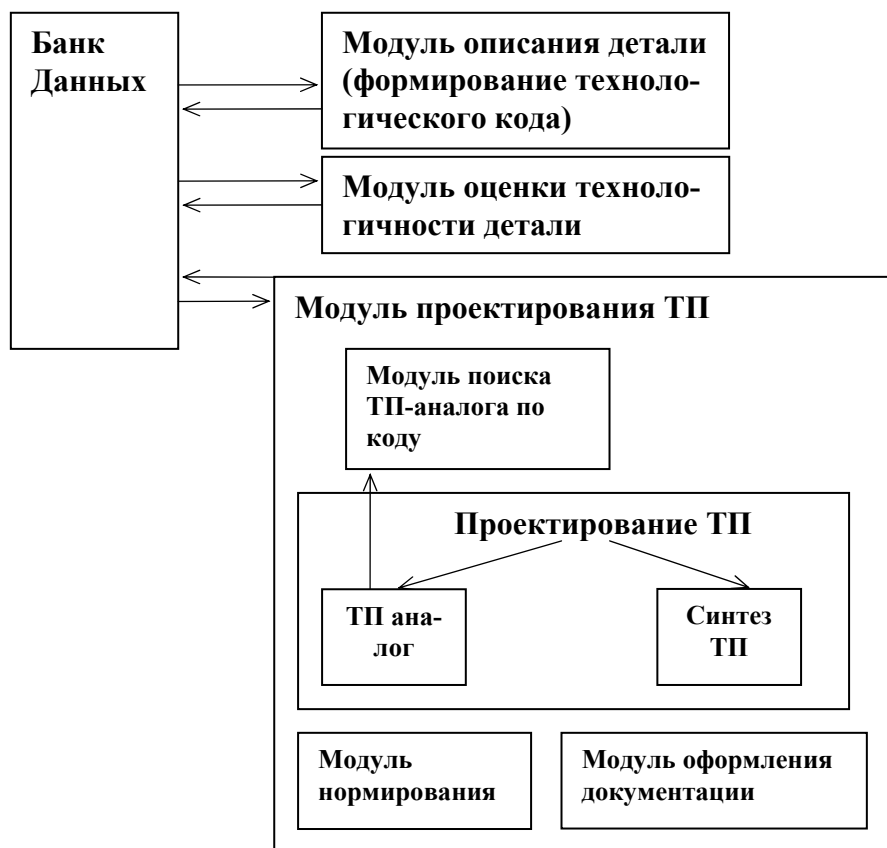 Банк
Данных
Модуль описания детали
(формирование техноло-
гического кода)
Модуль оценки техноло-
гичности детали
Модуль проектирования ТП
Модуль поиска
ТП-аналога по
коду
Проектирование ТП
ТП ана-
лог
Синтез
ТП
Модуль
нормирования
Модуль оформления
документации